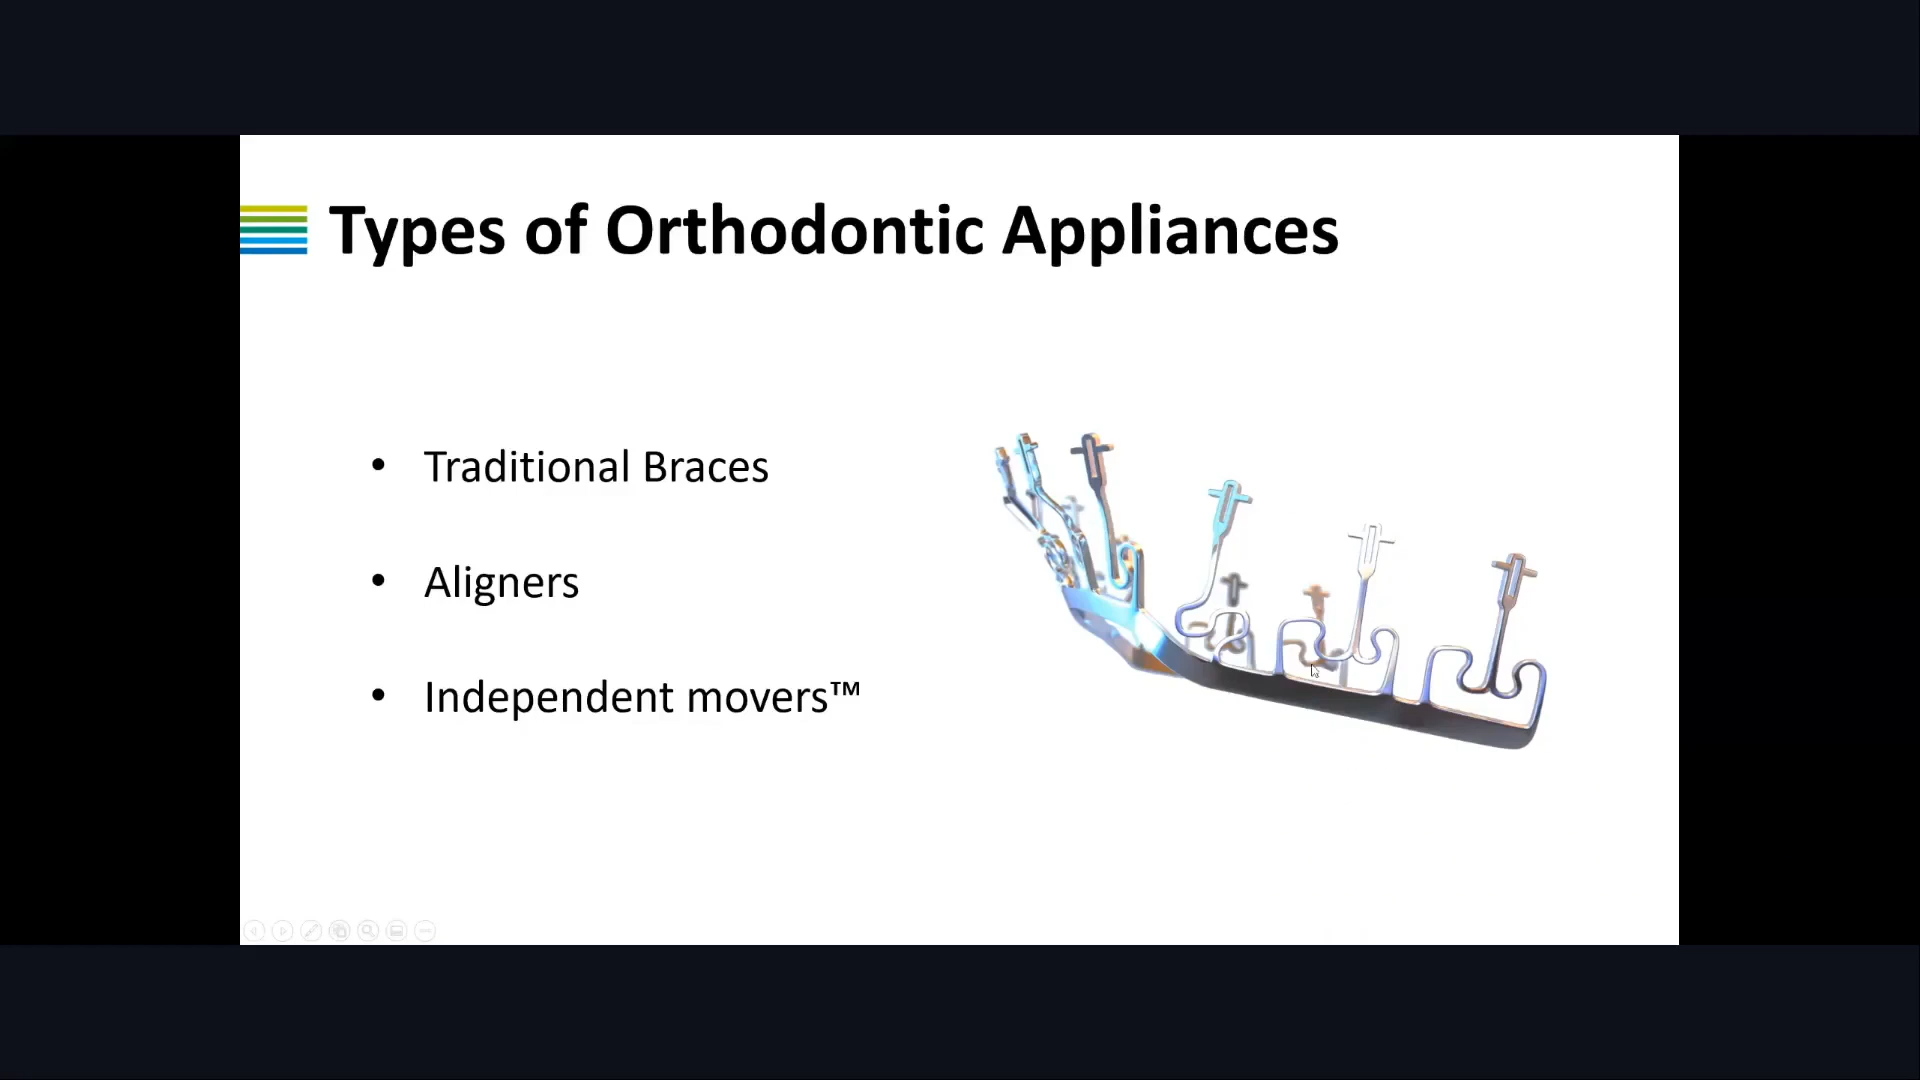 Types of Orthodontic Appliances
• Traditional Braces
• Aligners
• Independent movers™